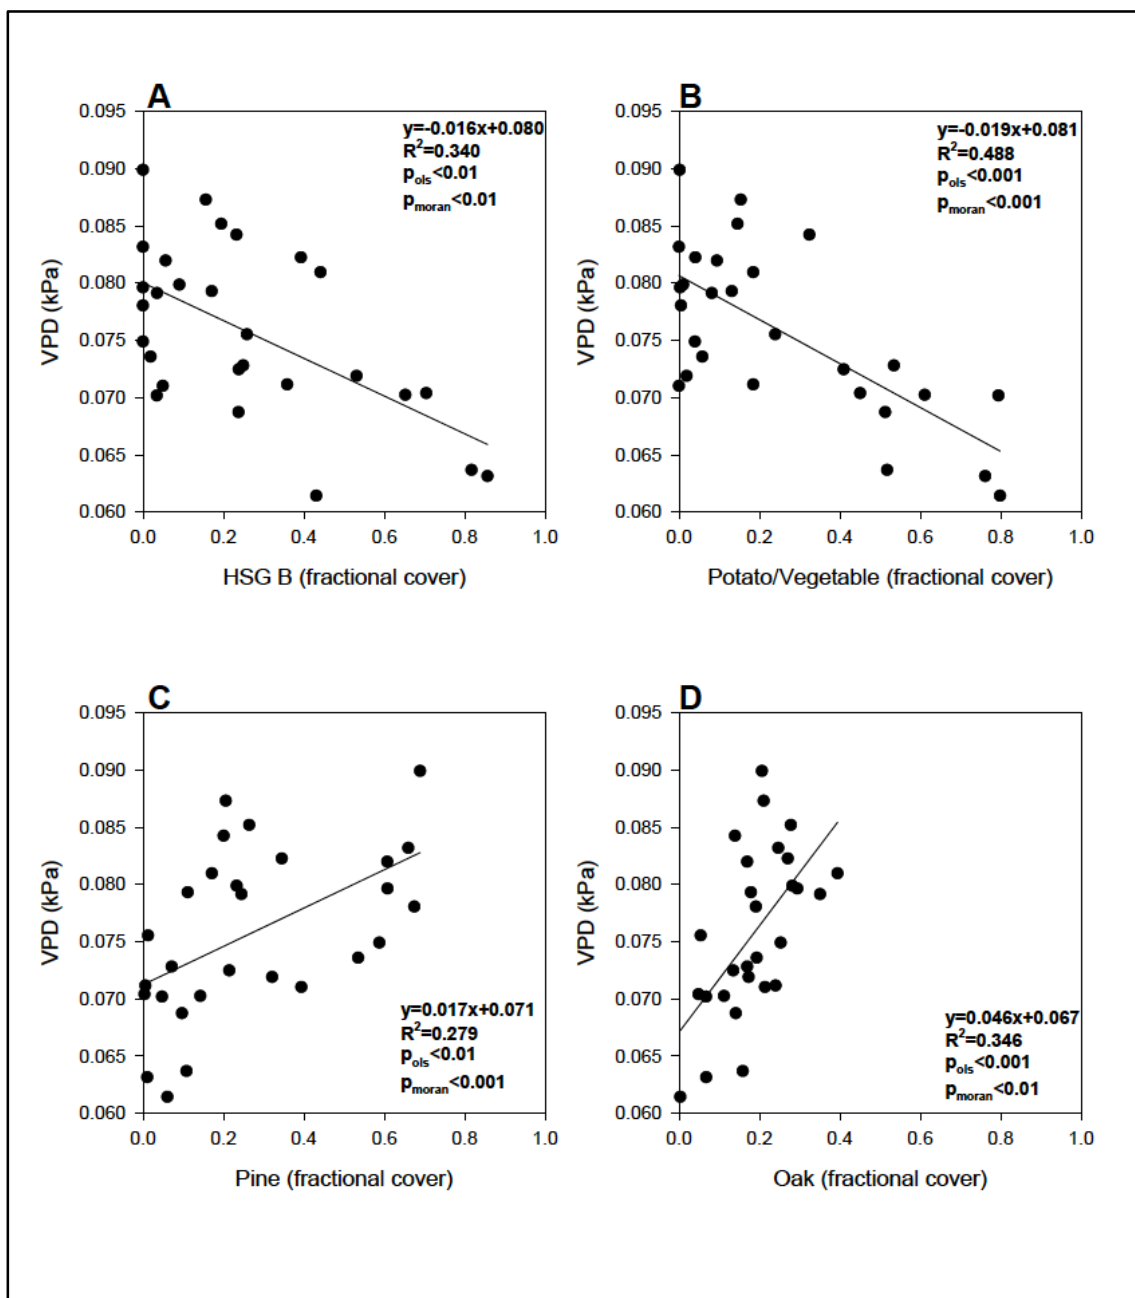 A
0.095
0.090
0.085
0.080
0.075
0.070
0.065
0.060
VPD (kPa)
y=-0.016x+0.080
R²=0.340
p_ols<0.01
p_moran<0.01
0.0 0.2 0.4 0.6 0.8 1.0
HSG B (fractional cover)
B
0.095
0.090
0.085
0.080
0.075
0.070
0.065
0.060
VPD (kPa)
y=-0.019x+0.081
R²=0.488
p_ols<0.001
p_moran<0.001
0.0 0.2 0.4 0.6 0.8 1.0
Potato/Vegetable (fractional cover)
C
0.095
0.090
0.085
0.080
0.075
0.070
0.065
0.060
VPD (kPa)
y=0.017x+0.071
R²=0.279
p_ols<0.01
p_moran<0.001
0.0 0.2 0.4 0.6 0.8 1.0
Pine (fractional cover)
D
0.095
0.090
0.085
0.080
0.075
0.070
0.065
0.060
VPD (kPa)
y=0.046x+0.067
R²=0.346
p_ols<0.001
p_moran<0.01
0.0 0.2 0.4 0.6 0.8 1.0
Oak (fractional cover)